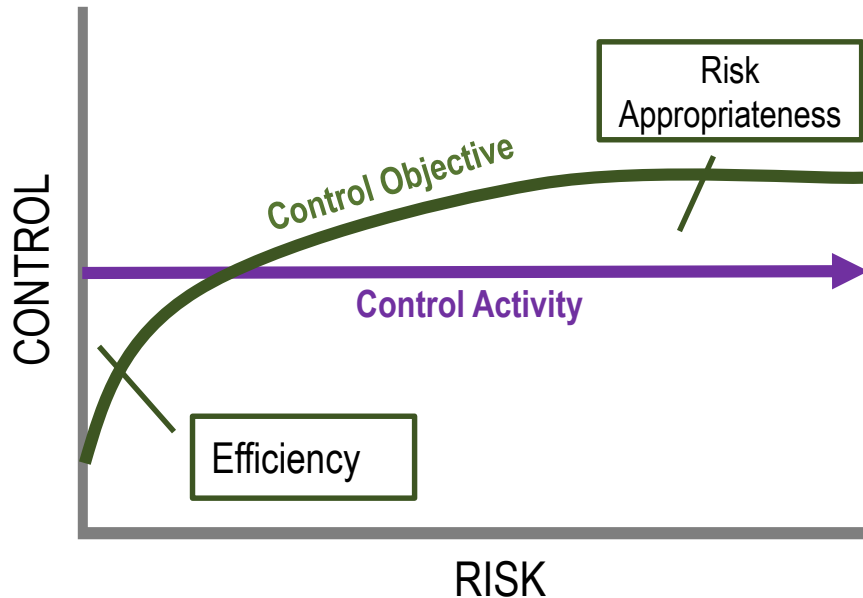 Risk
Appropriateness
Control Objective
CONTROL
Control Activity
Efficiency
RISK